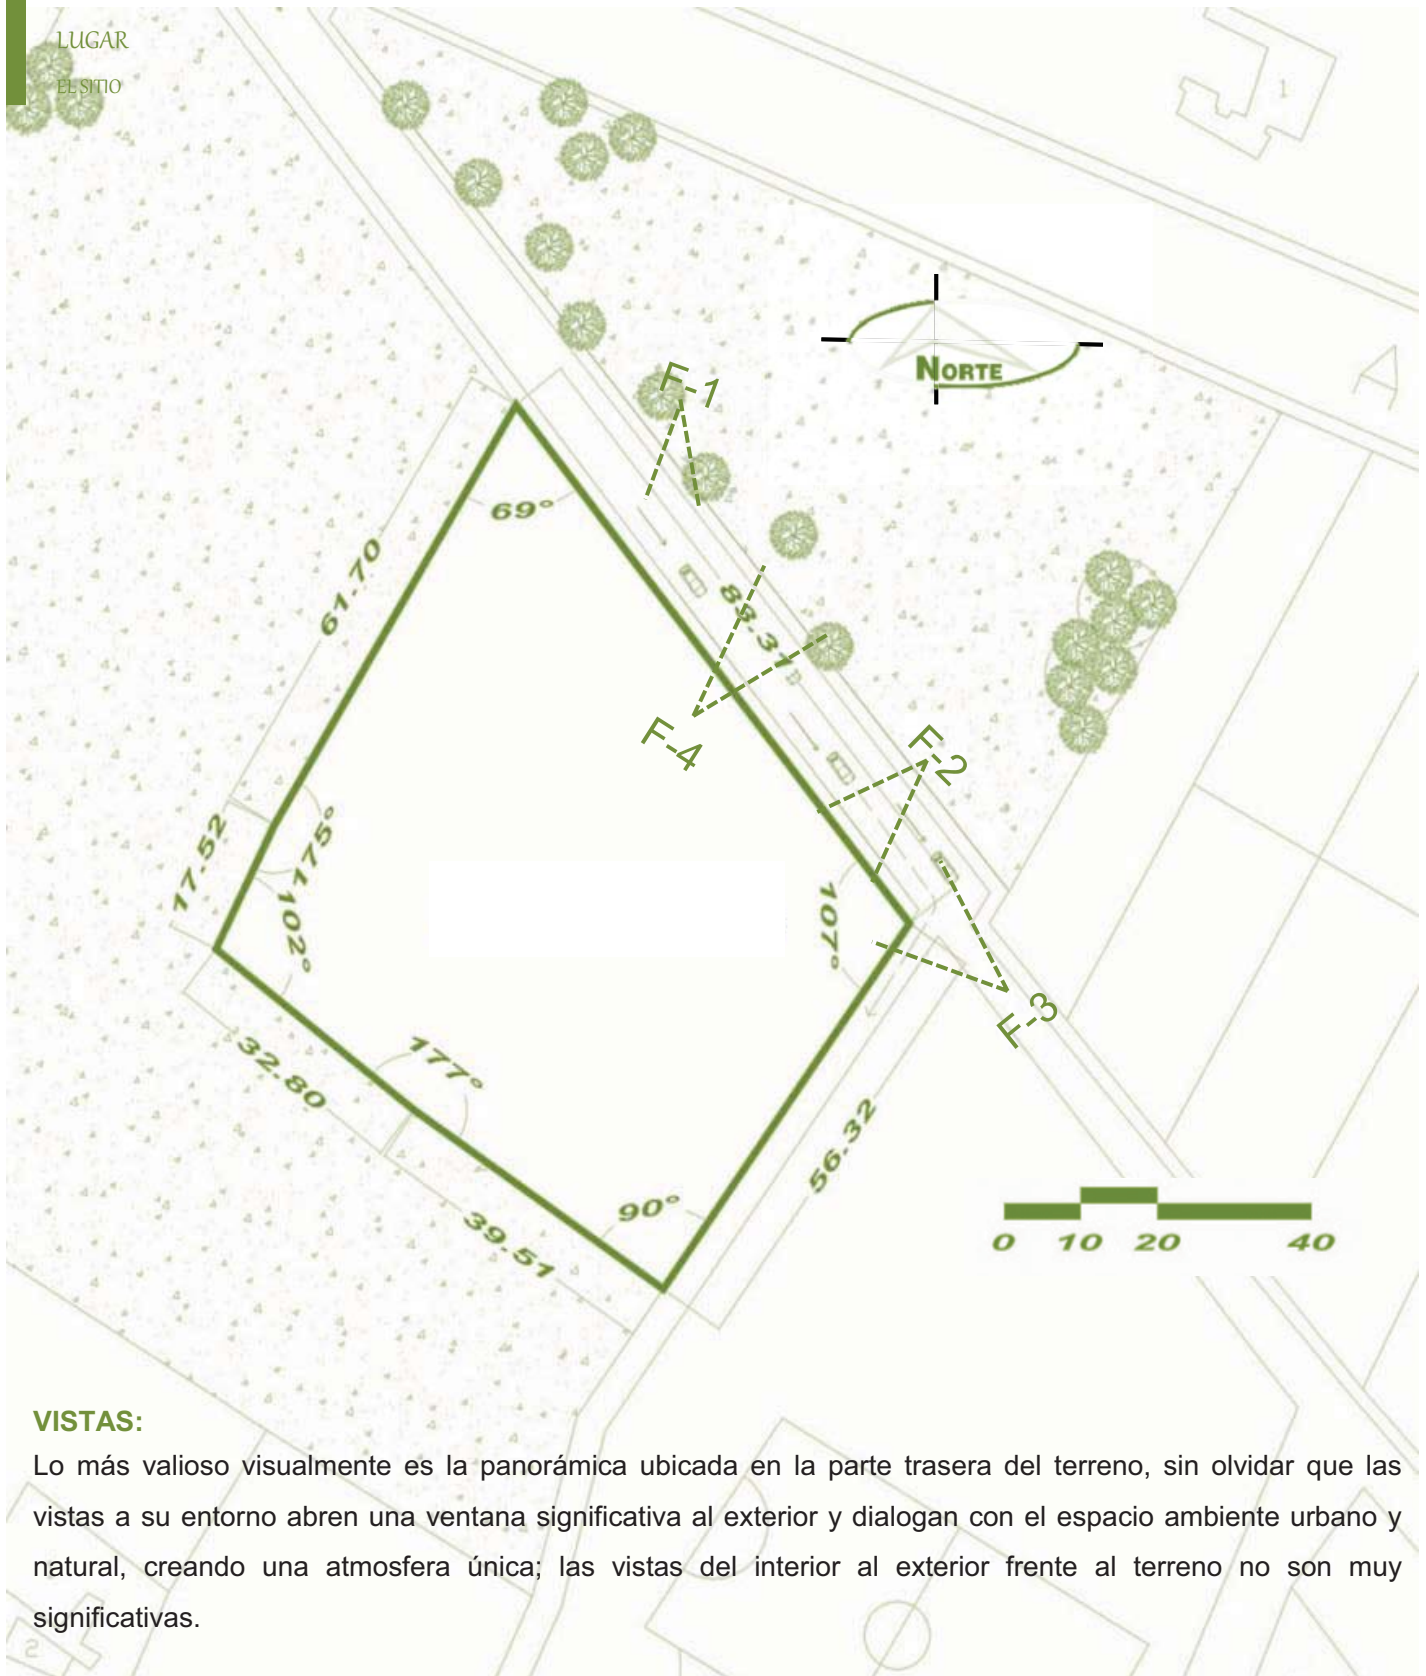 LUGAR
EL SITIO
1
NORTE
F-1
69°
61.70
88.37
F-4
F-2
17.52
175°
102°
107°
F-3
32.80
177°
56.32
90°
39.51
0 10 20 40
VISTAS:
Lo más valioso visualmente es la panorámica ubicada en la parte trasera del terreno, sin olvidar que las
vistas a su entorno abren una ventana significativa al exterior y dialogan con el espacio ambiente urbano y
natural, creando una atmosfera única; las vistas del interior al exterior frente al terreno no son muy
significativas.
2